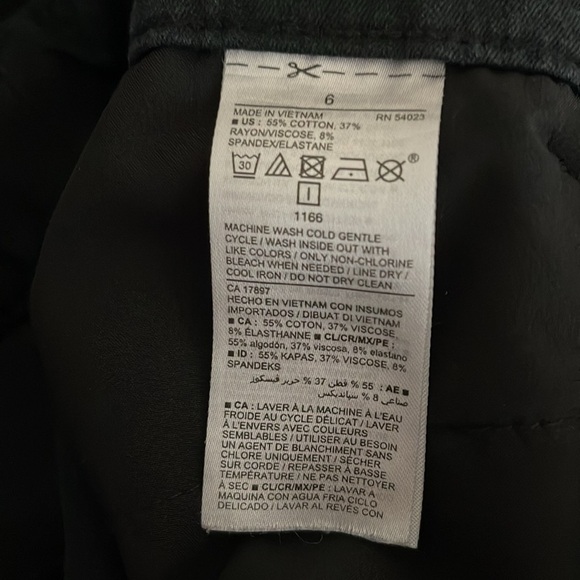 6
MADE IN VIETNAM RN 54023
■ US : 55% COTTON, 37%
RAYON/VISCOSE, 8%
SPANDEX/ELASTANE
30 ®
I
1166
MACHINE WASH COLD GENTLE
CYCLE / WASH INSIDE OUT WITH
LIKE COLORS / ONLY NON-CHLORINE
BLEACH WHEN NEEDED / LINE DRY /
COOL IRON / DO NOT DRY CLEAN
CA 17897
HECHO EN VIETNAM CON INSUMOS
IMPORTADOS / DIBUAT DI VIETNAM
■ CA : 55% COTON, 37% VISCOSE,
8% ÉLASTHANNE ■ CL/CR/MX/PE :
55% algodón, 37% viscosa, 8% elastano
■ ID : 55% KAPAS, 37% VISCOSE, 8%
SPANDEKS
■ AE : 55 % قطن 37 % حرير فيسكوز
صناعي 8 % سپانديكس
■ CA : LAVER À LA MACHINE À L'EAU
FROIDE AU CYCLE DÉLICAT / LAVER
À L'ENVERS AVEC COULEURS
SEMBLABLES / UTILISER AU BESOIN
UN AGENT DE BLANCHIMENT SANS
CHLORE UNIQUEMENT / SÉCHER
SUR CORDE / REPASSER À BASSE
TEMPÉRATURE / NE PAS NETTOYER
À SEC ■ CL/CR/MX/PE : LAVAR EN
MAQUINA CON AGUA FRIA CICLO
DELICADO / LAVAR AL REVÉS CON